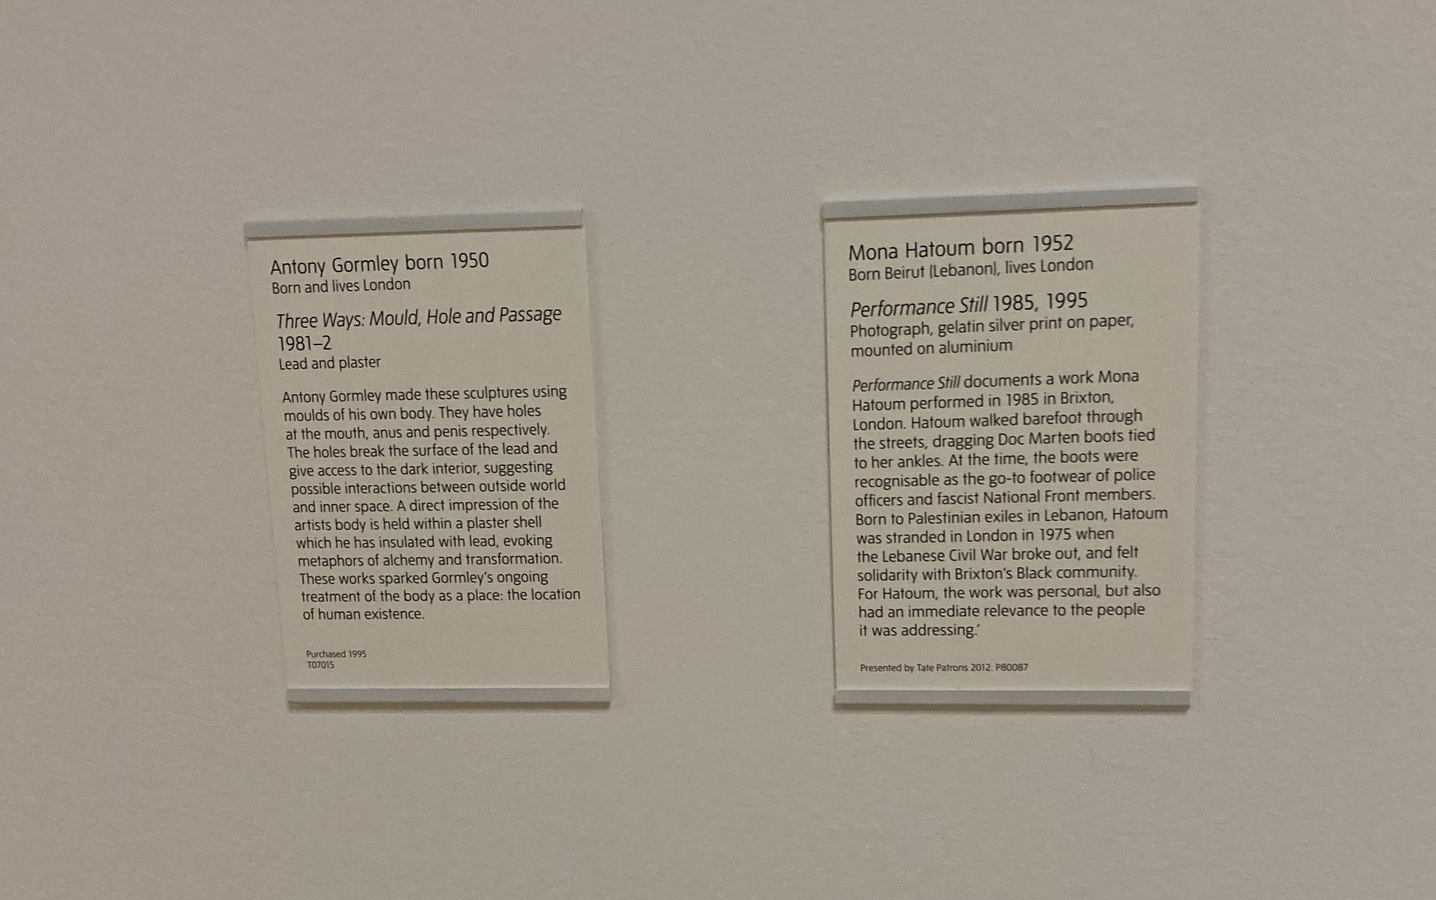 Antony Gormley born 1950
Born and lives London
Three Ways: Mould, Hole and Passage
1981–2
Lead and plaster
Antony Gormley made these sculptures using
moulds of his own body. They have holes
at the mouth, anus and penis respectively.
The holes break the surface of the lead and
give access to the dark interior, suggesting
possible interactions between outside world
and inner space. A direct impression of the
artists body is held within a plaster shell
which he has insulated with lead, evoking
metaphors of alchemy and transformation.
These works sparked Gormley's ongoing
treatment of the body as a place: the location
of human existence.
Purchased 1995
T07015
Mona Hatoum born 1952
Born Beirut (Lebanon), lives London
Performance Still 1985, 1995
Photograph, gelatin silver print on paper,
mounted on aluminium
Performance Still documents a work Mona
Hatoum performed in 1985 in Brixton,
London. Hatoum walked barefoot through
the streets, dragging Doc Marten boots tied
to her ankles. At the time, the boots were
recognisable as the go-to footwear of police
officers and fascist National Front members.
Born to Palestinian exiles in Lebanon, Hatoum
was stranded in London in 1975 when
the Lebanese Civil War broke out, and felt
solidarity with Brixton's Black community.
For Hatoum, the work was personal, but also
had an immediate relevance to the people
it was addressing.'
Presented by Tate Patrons 2012. P80087